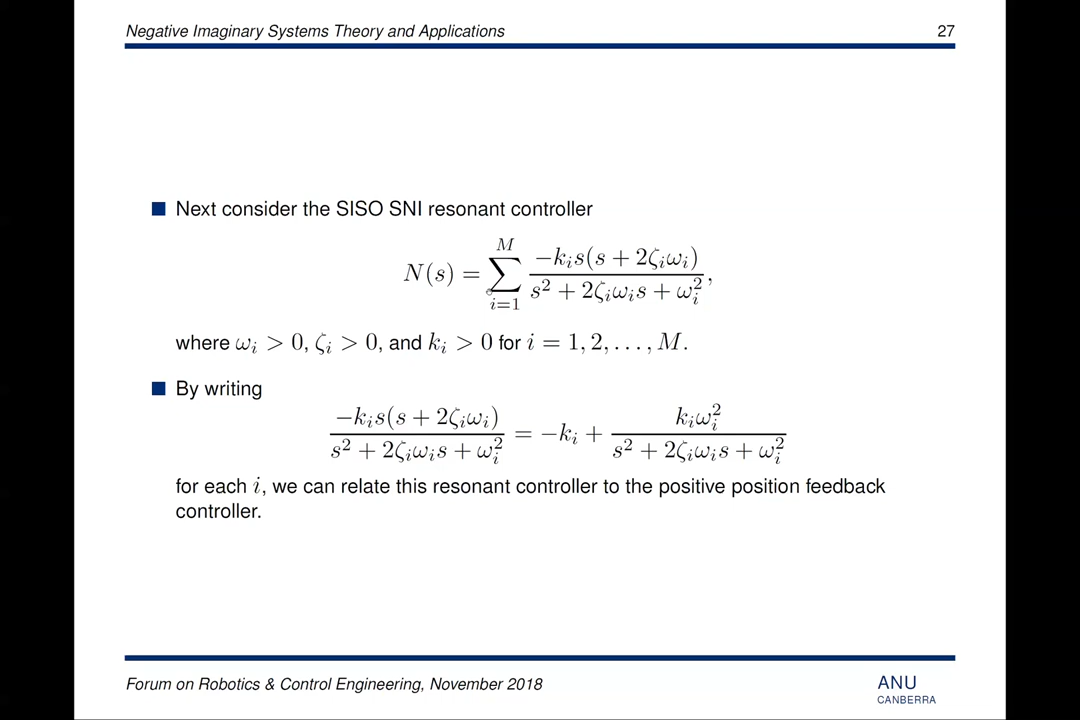 Negative Imaginary Systems Theory and Applications 27
Next consider the SISO SNI resonant controller
N(s) = \sum_{i=1}^{M} \frac{-k_i s(s + 2\zeta_i\omega_i)}{s^2 + 2\zeta_i\omega_i s + \omega_i^2},
where ω_i > 0, ζ_i > 0, and k_i > 0 for i = 1, 2, . . . , M.
By writing
\frac{-k_i s(s + 2\zeta_i\omega_i)}{s^2 + 2\zeta_i\omega_i s + \omega_i^2} = -k_i + \frac{k_i\omega_i^2}{s^2 + 2\zeta_i\omega_i s + \omega_i^2}
for each i, we can relate this resonant controller to the positive position feedback
controller.
Forum on Robotics & Control Engineering, November 2018
ANU
CANBERRA